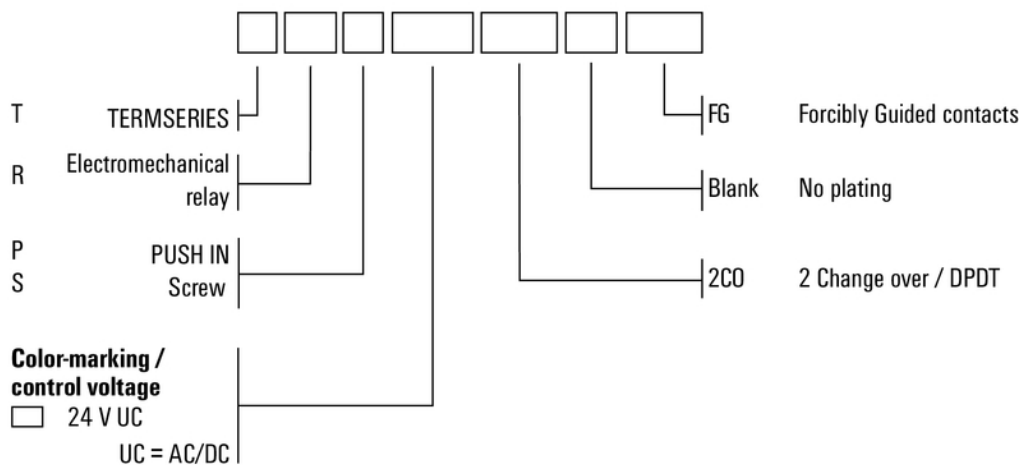 T TERMSERIES
R Electromechanical
relay
P PUSH IN
S Screw
Color-marking /
control voltage
24 V UC
UC = AC/DC
FG Forcibly Guided contacts
Blank No plating
2CO 2 Change over / DPDT